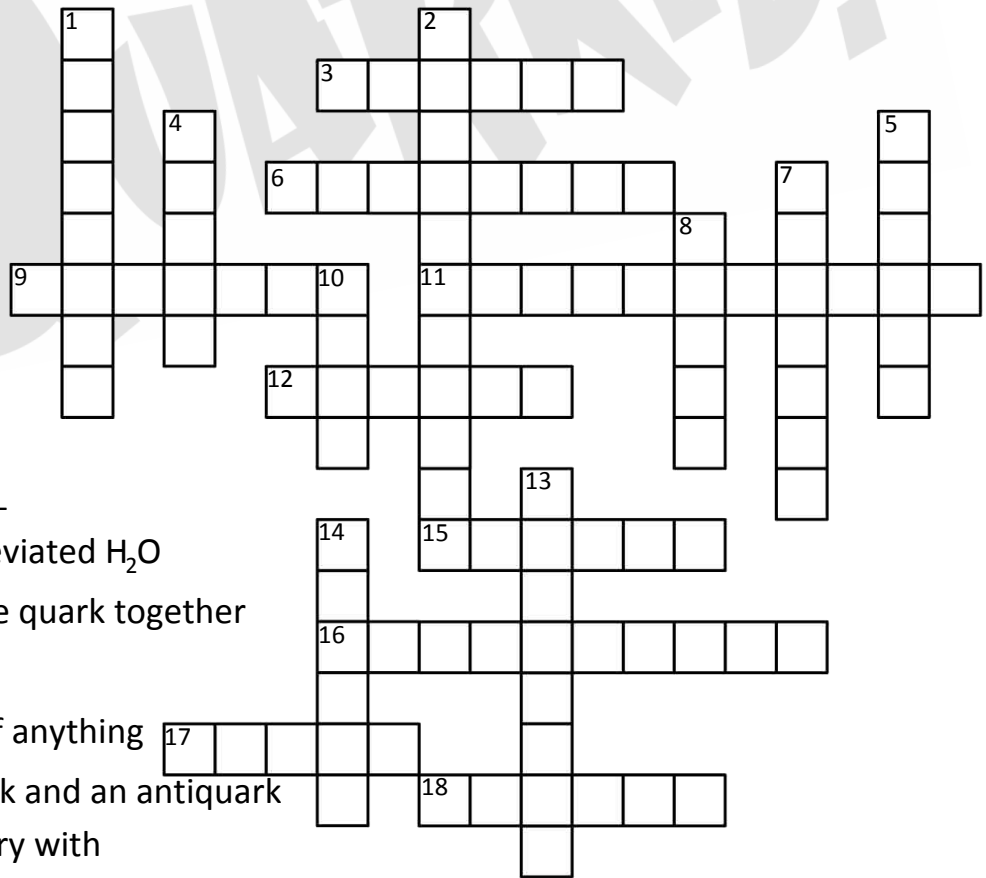 1 2
3
4 5
6 7
8
9 10 11
12
13
14 15
eviated H₂O
e quark together
16
f anything 17
k and an antiquark 18
ry with